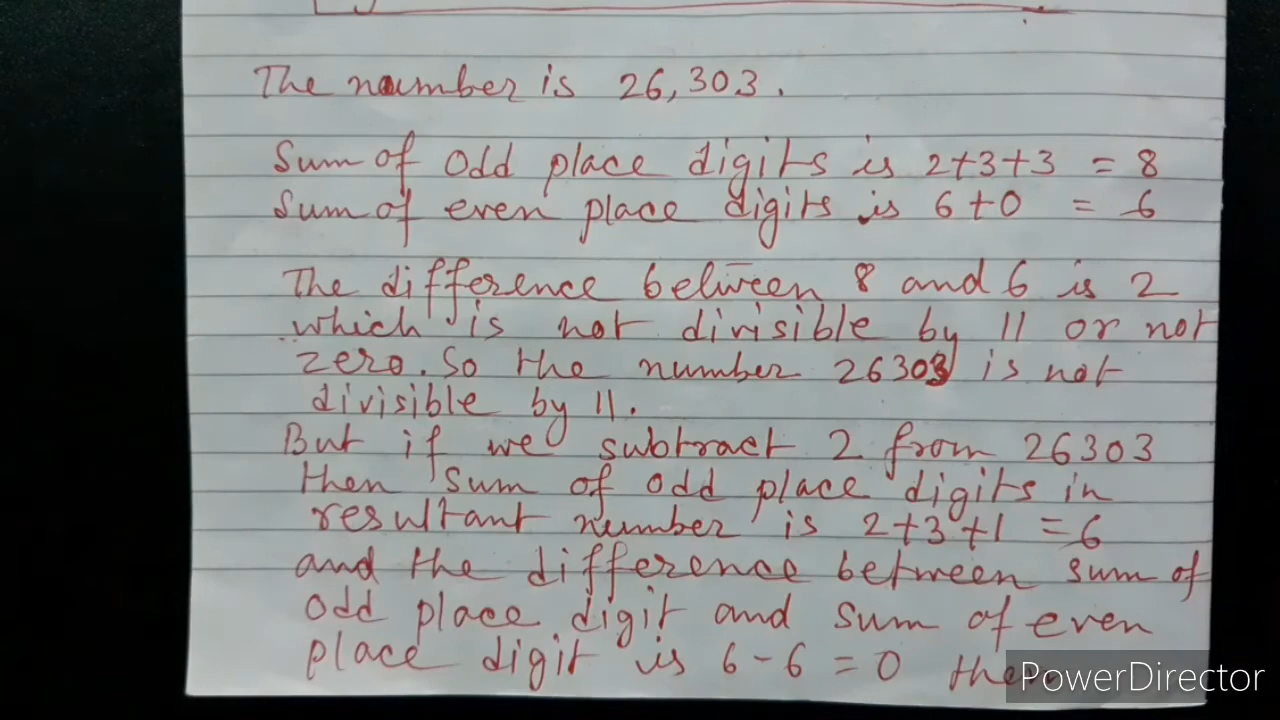 The number is 26,303.
Sum of odd place digits is 2+3+3 = 8
Sum of even place digits is 6+0 = 6
The difference between 8 and 6 is 2
which is not divisible by 11 or not
zero. So the number 26303 is not
divisible by 11.
But if we subtract 2 from 26303
then sum of odd place digits in
resultant number is 2+3+1 =6
and the difference between sum of
odd place digit and sum of even
place digit is 6-6=0
PowerDirector